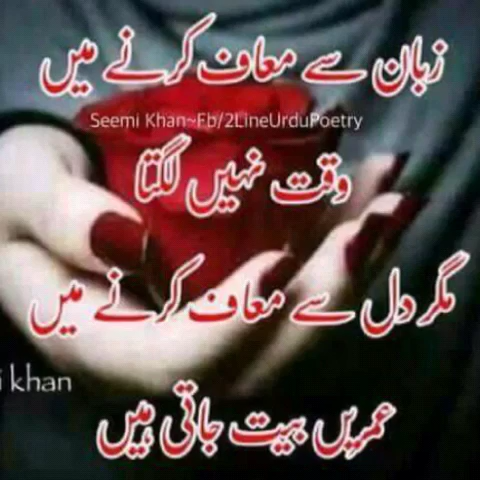 زبان سے معاف کرنے میں
Seemi Khan~Fb/2LineUrduPoetry
وقت نہیں لگتا
مگر دل سے معاف کرنے میں
i khan
عمریں بیت جاتی ہیں